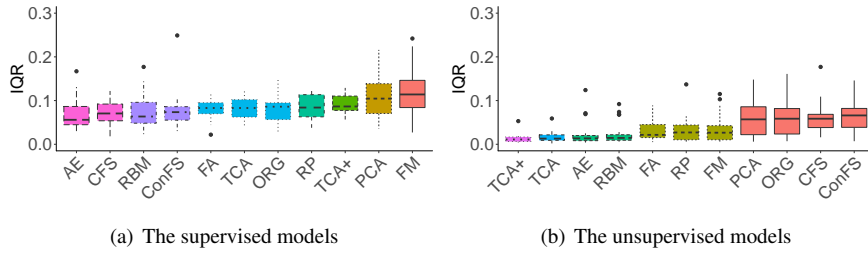 IQR
0.3
0.2
0.1
0.0
AE CFS RBM ConFS FA TCA ORG RP TCA+ PCA FM
(a) The supervised models
IQR
0.3
0.2
0.1
0.0
TCA+ TCA AE RBM FA RP FM PCA ORG CFS ConFS
(b) The unsupervised models